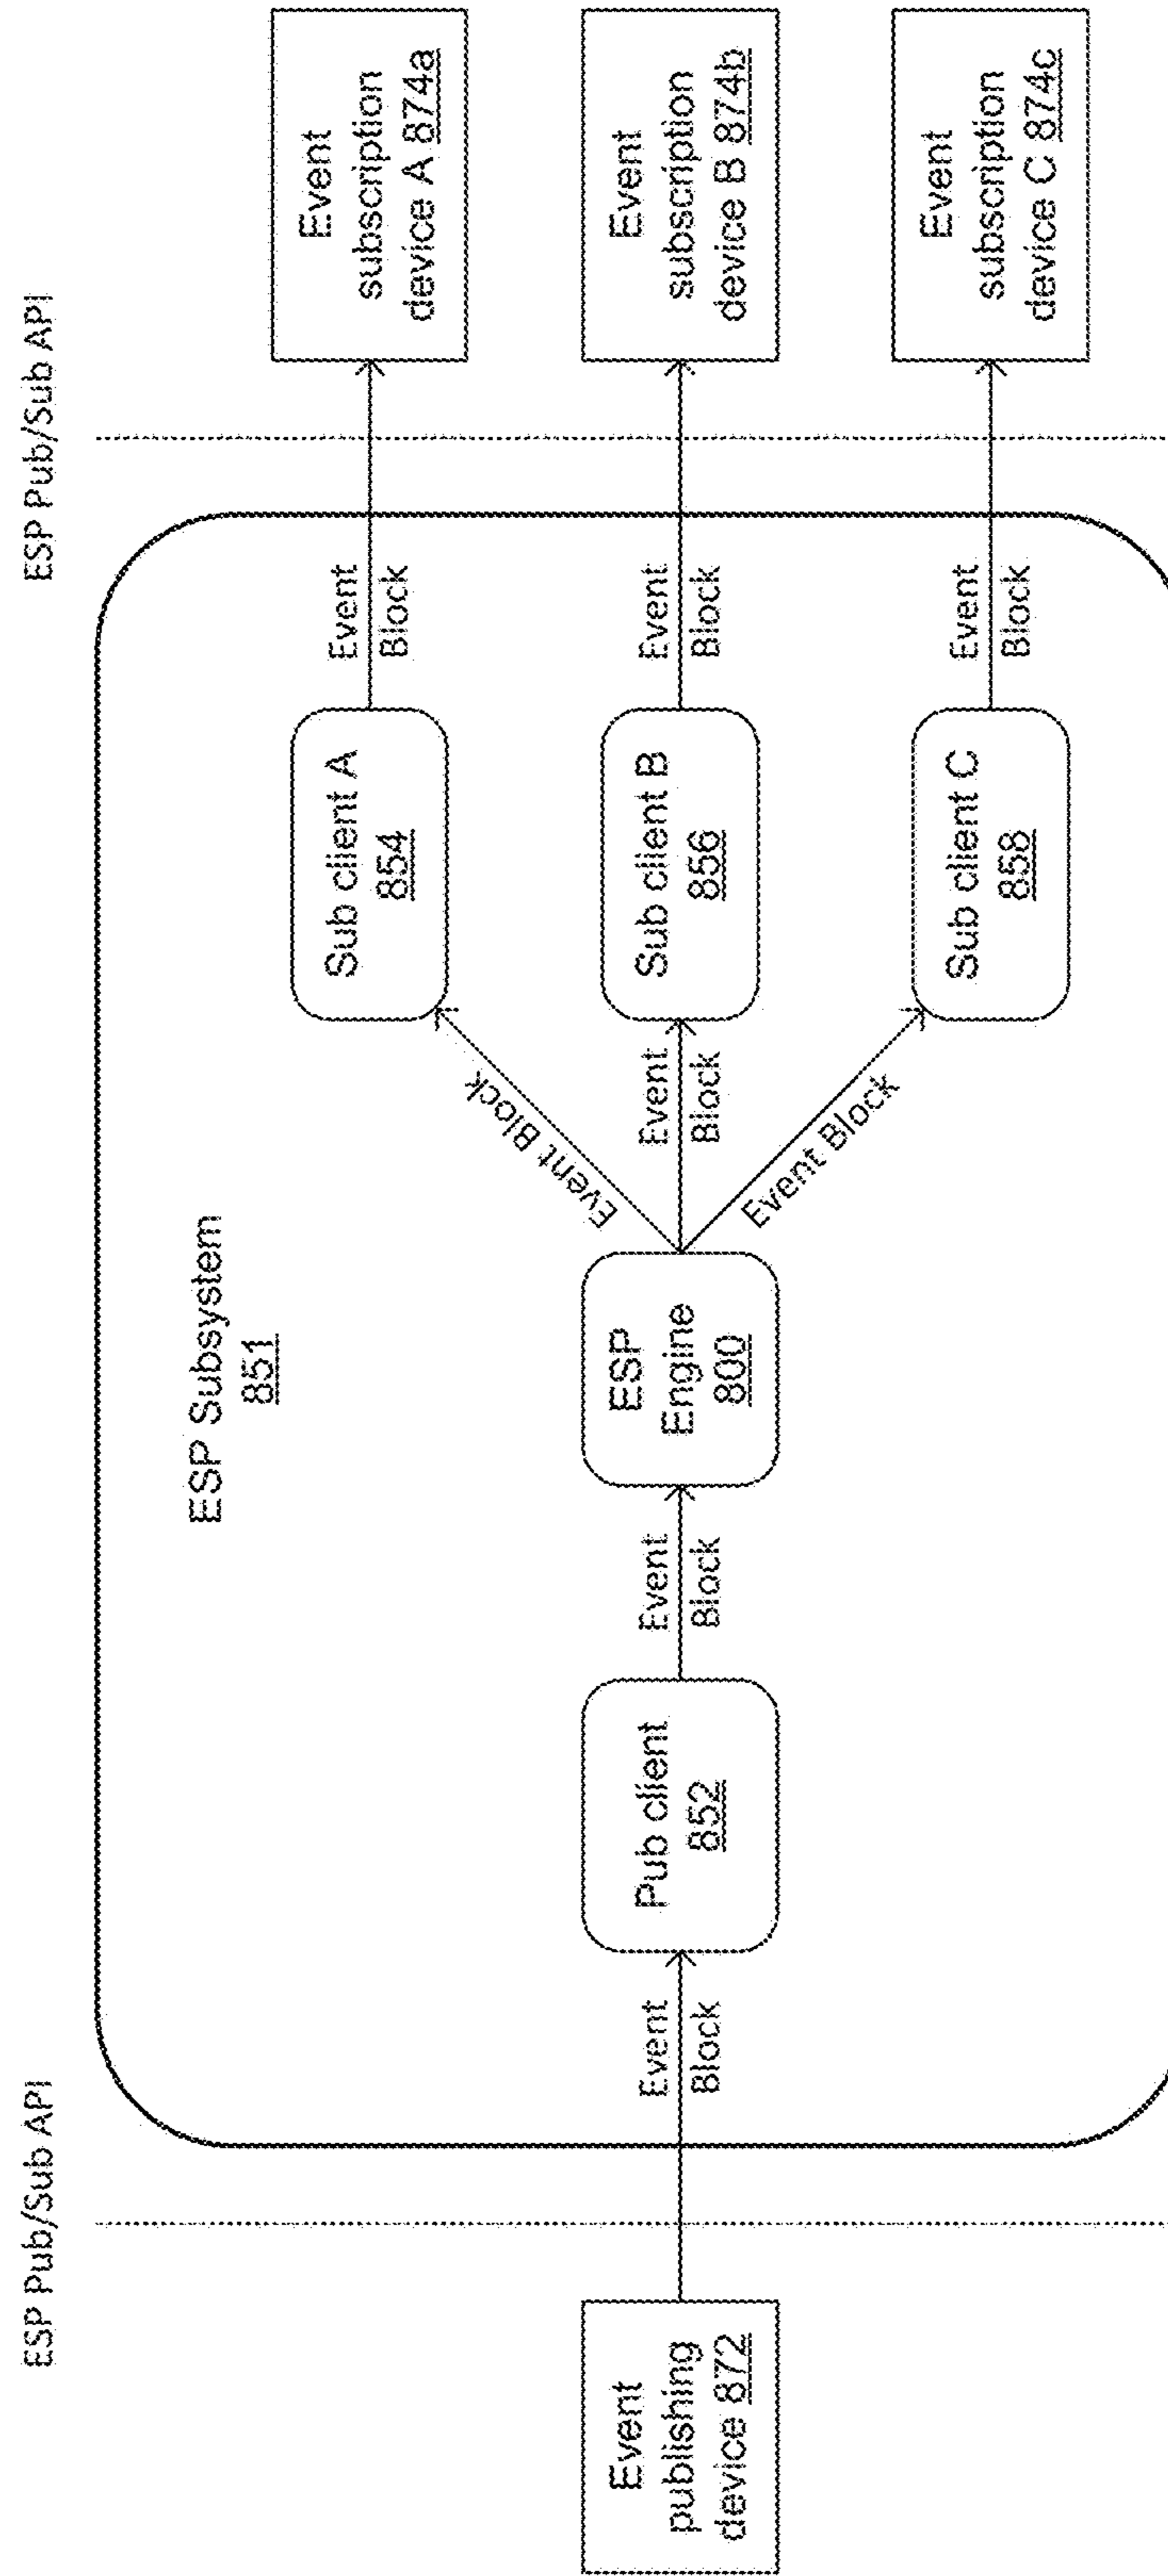 ESP Pub/Sub API
ESP Pub/Sub API
ESP Subsystem
851
Event
publishing
device 872
Event
Block
Pub client
852
Event
Block
ESP
Engine
800
Event Block
Event
Block
Event Block
Sub client A
854
Sub client B
856
Sub client C
858
Event
Block
Event
Block
Event
Block
Event
subscription
device A 874a
Event
subscription
device B 874b
Event
subscription
device C 874c